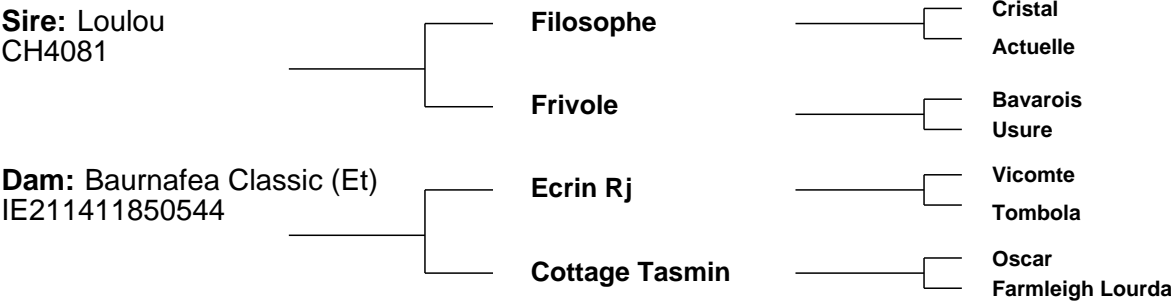 Sire: Loulou
CH4081
Filosophe
Cristal
Actuelle
Frivole
Bavarois
Usure
Dam: Baurnafea Classic (Et)
IE211411850544
Ecrin Rj
Vicomte
Tombola
Cottage Tasmin
Oscar
Farmleigh Lourda